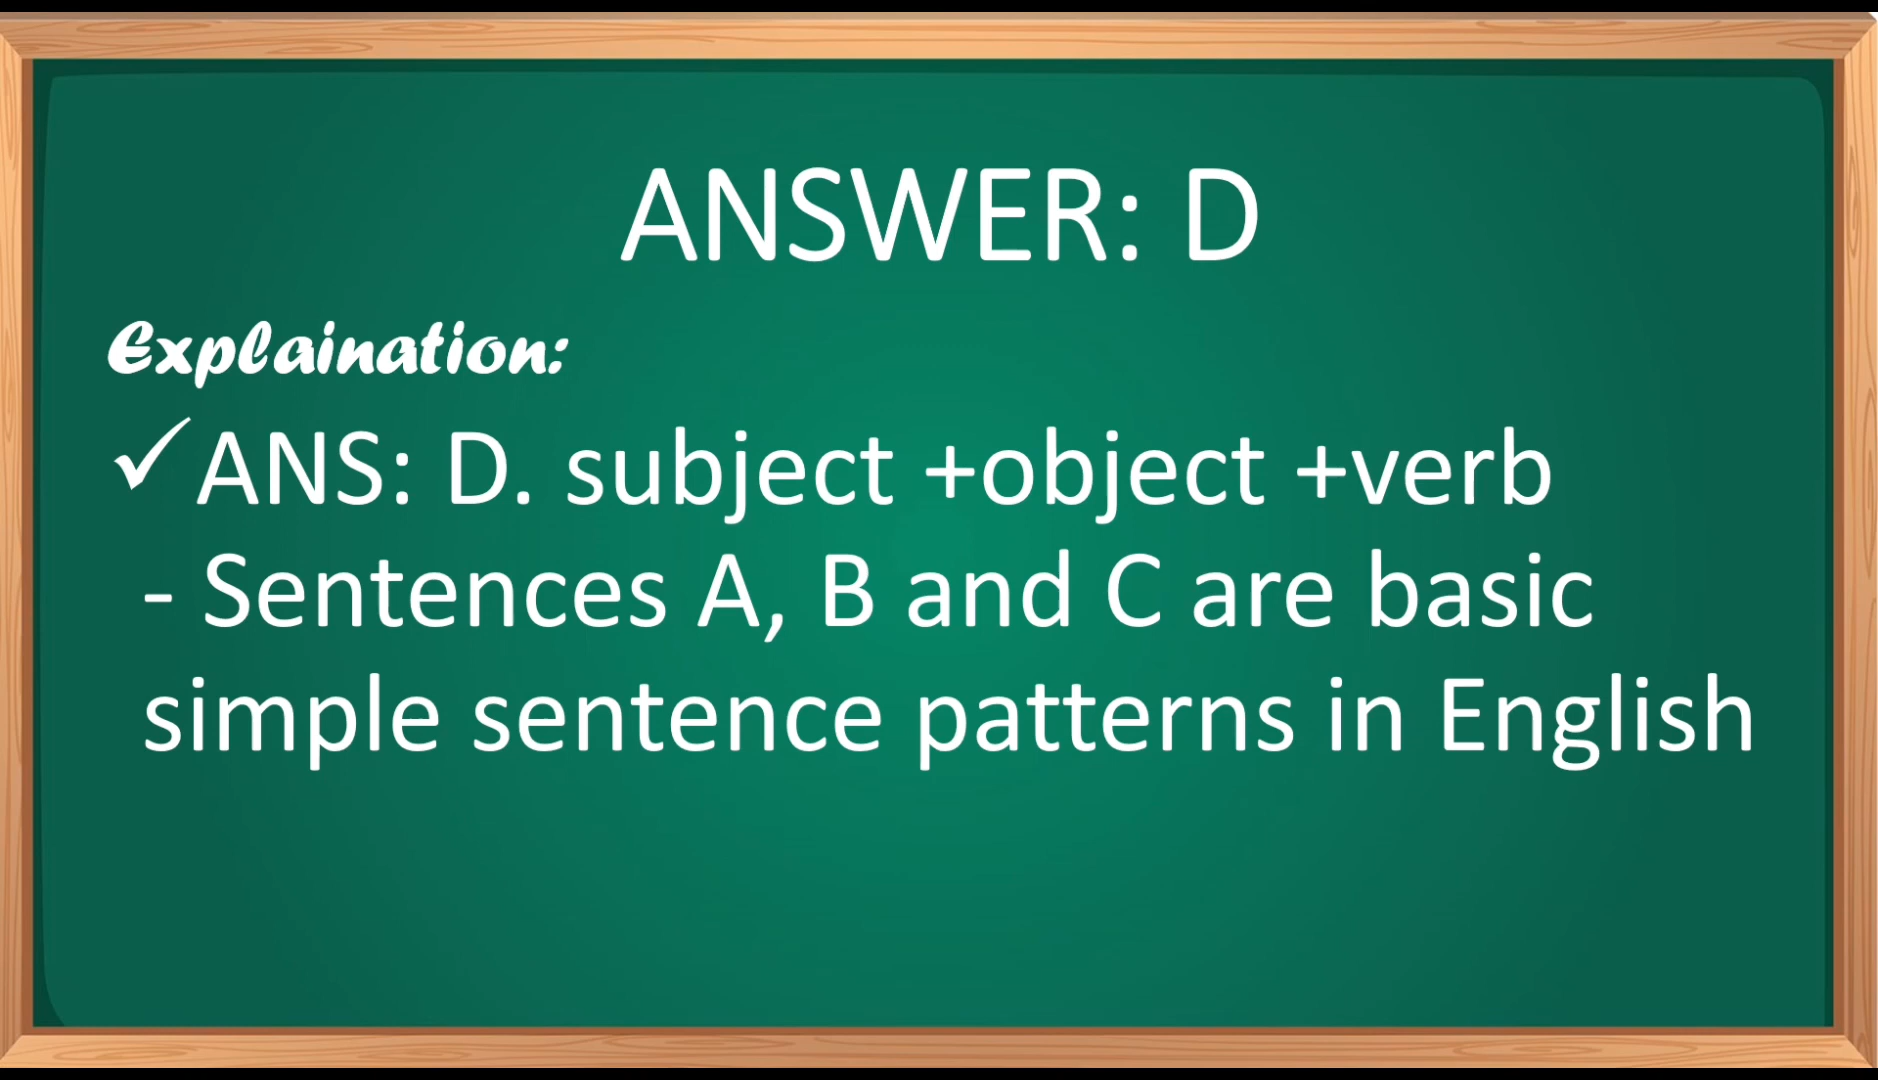 ANSWER: D
Explaination:
✓ANS: D. subject +object +verb
- Sentences A, B and C are basic
simple sentence patterns in English